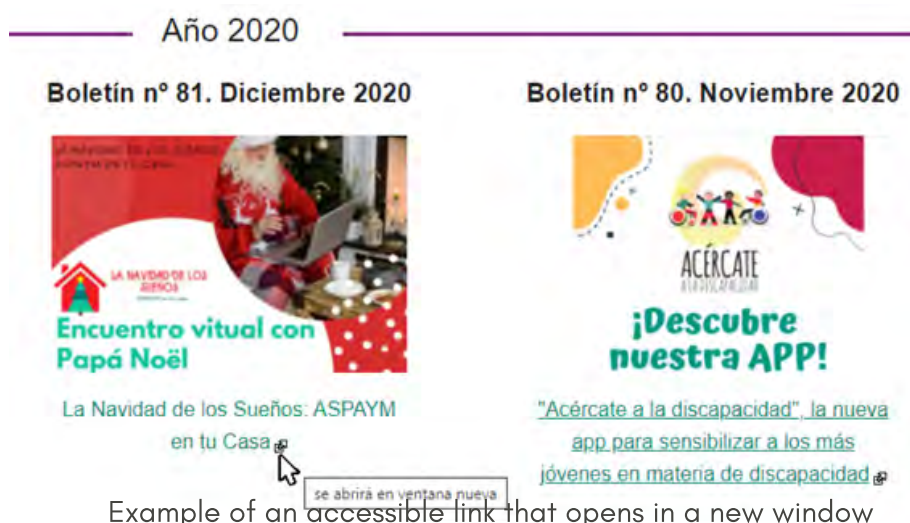 Año 2020
Boletín nº 81. Diciembre 2020
LA NAVIDAD DE LOS
SUEÑOS
Encuentro vitual con
Papá Noël
La Navidad de los Sueños: ASPAYM
en tu Casa
se abrirá en ventana nueva
Boletín nº 80. Noviembre 2020
ACÉRCATE
A LA DISCAPACIDAD
¡Descubre
nuestra APP!
"Acércate a la discapacidad", la nueva
app para sensibilizar a los más
jóvenes en materia de discapacidad
Example of an accessible link that opens in a new window